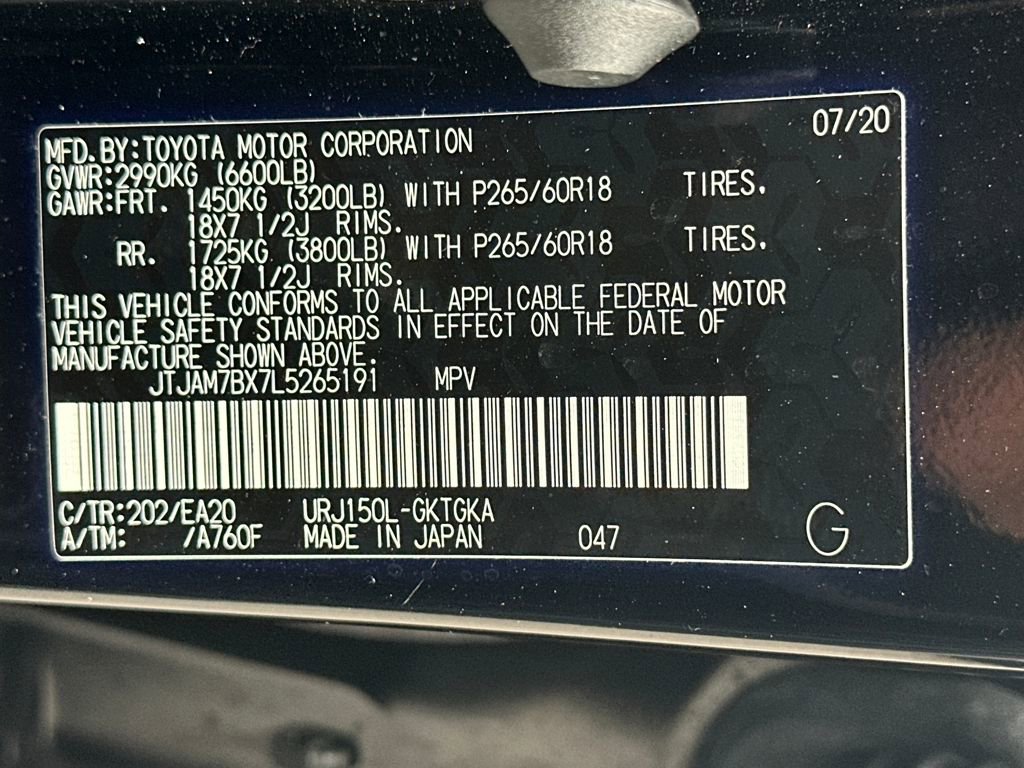 07/20
MFD.BY:TOYOTA MOTOR CORPORATION
GVWR:2990KG (6600LB)
GAWR:FRT. 1450KG (3200LB) WITH P265/60R18 TIRES.
18X7 1/2J RIMS.
RR. 1725KG (3800LB) WITH P265/60R18 TIRES.
18X7 1/2J RIMS.
THIS VEHICLE CONFORMS TO ALL APPLICABLE FEDERAL MOTOR
VEHICLE SAFETY STANDARDS IN EFFECT ON THE DATE OF
MANUFACTURE SHOWN ABOVE.
JTJAM7BX7L5265191 MPV
C/TR:202/EA20 URJ150L-GKTGKA
A/TM: /A760F MADE IN JAPAN 047 G